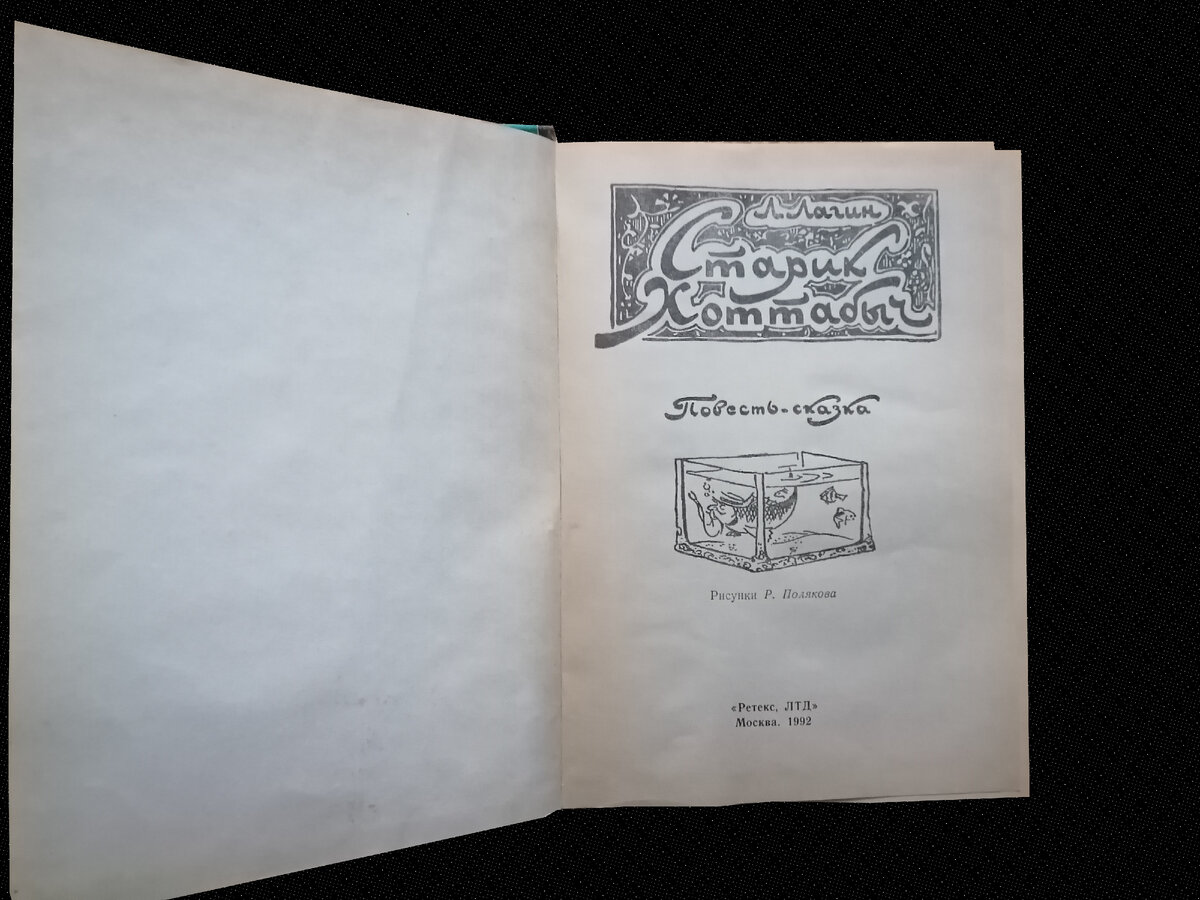 Л. Лагин
Старик
Хоттабыч
Повесть-сказка
Рисунки Р. Полякова
«Ретекс, ЛТД»
Москва. 1992